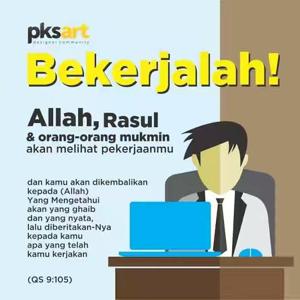 pksart
designer community
Bekerjalah!
Allah, Rasul
& orang-orang mukmin
akan melihat pekerjaanmu
dan kamu akan dikembalikan
kepada (Allah)
Yang Mengetahui
akan yang ghaib
dan yang nyata,
lalu diberitakan-Nya
kepada kamu
apa yang telah
kamu kerjakan
(QS 9:105)